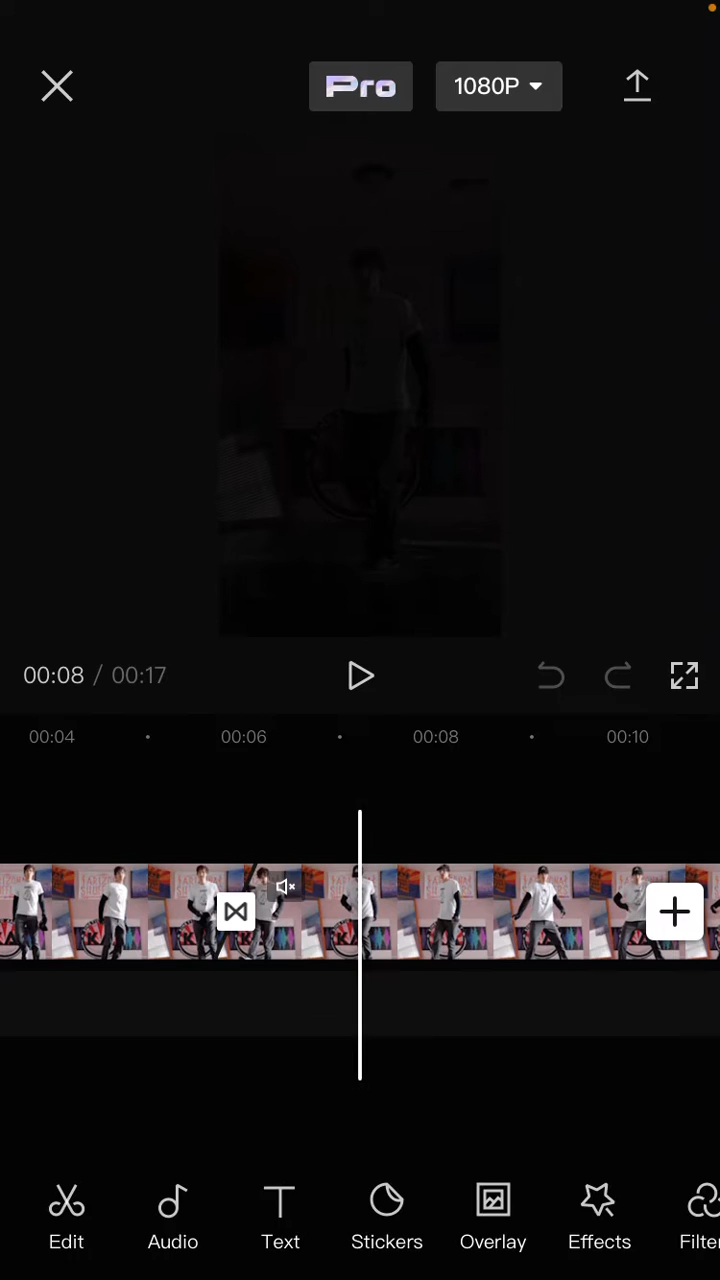 Pro 1080P
00:08 / 00:17
00:04 00:06 00:08 00:10
Edit Audio Text Stickers Overlay Effects Filter